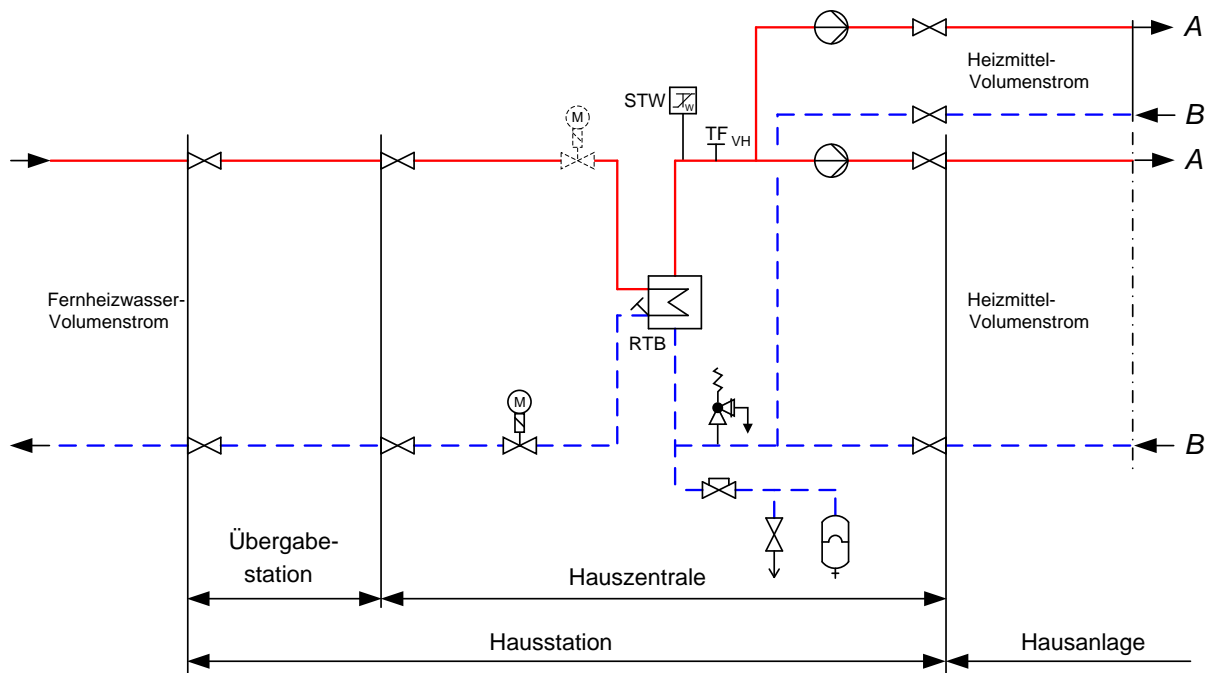 A
Heizmittel-
Volumenstrom
STW
W
B
M
TF VH
A
Fernheizwasser-
Volumenstrom
Heizmittel-
Volumenstrom
RTB
M
B
Übergabe-
station
Hauszentrale
Hausstation
Hausanlage